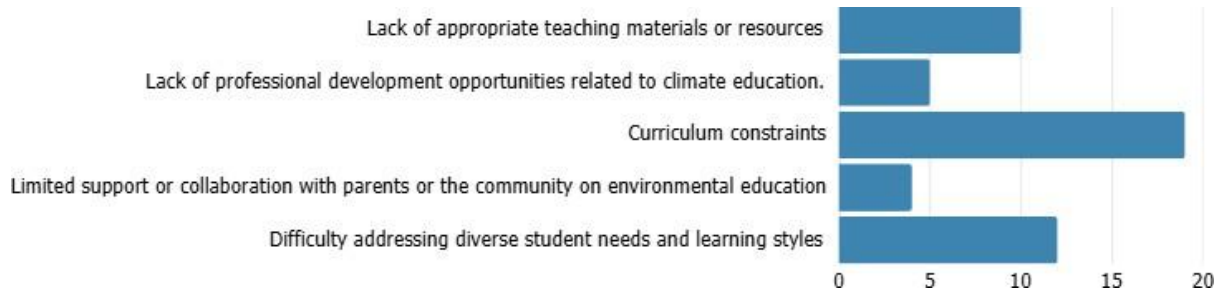 Lack of appropriate teaching materials or resources
Lack of professional development opportunities related to climate education.
Curriculum constraints
Limited support or collaboration with parents or the community on environmental education
Difficulty addressing diverse student needs and learning styles
0 5 10 15 20